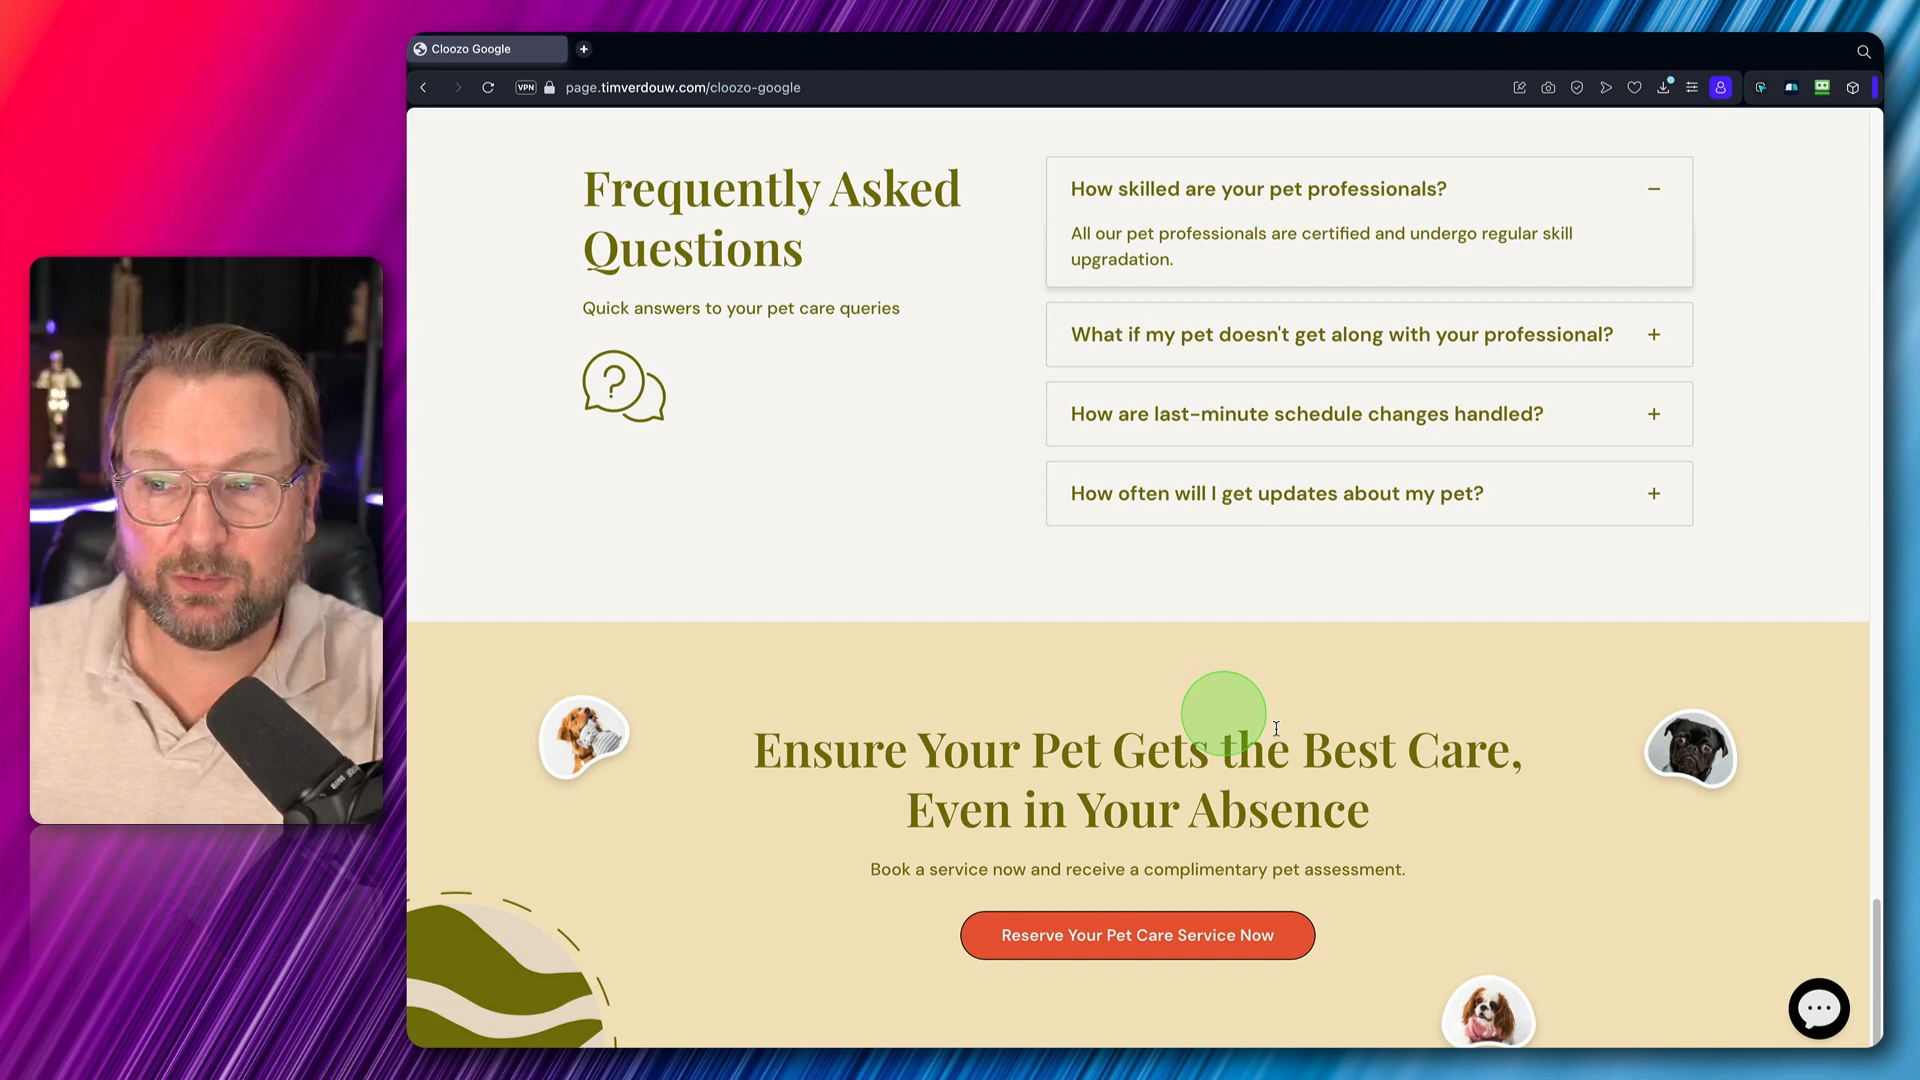 Cloozo Google
VPN
page.timverdouw.com/cloozo-google
Frequently Asked
Questions
Quick answers to your pet care queries
How skilled are your pet professionals?
All our pet professionals are certified and undergo regular skill
upgradation.
What if my pet doesn't get along with your professional?
How are last-minute schedule changes handled?
How often will I get updates about my pet?
Ensure Your Pet Gets the Best Care,
Even in Your Absence
Book a service now and receive a complimentary pet assessment.
Reserve Your Pet Care Service Now